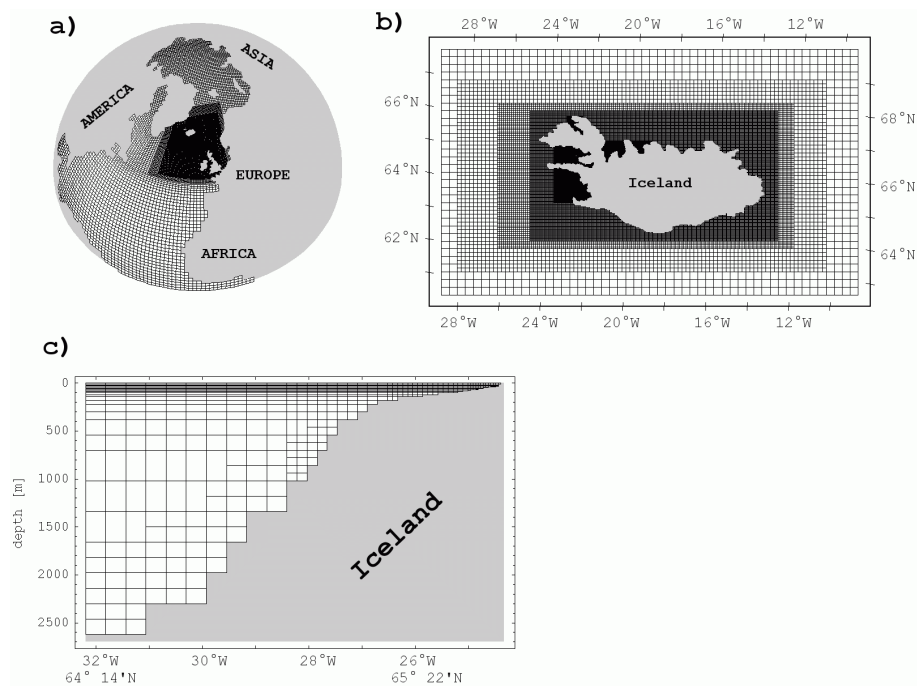 a)
ASIA
AMERICA
EUROPE
AFRICA
b)
28°W 24°W 20°W 16°W 12°W
66°N 68°N
64°N 66°N
62°N 64°N
Iceland
28°W 24°W 20°W 16°W 12°W
c)
0
500
1000
1500
2000
2500
depth [m]
Iceland
32°W 30°W 28°W 26°W
64° 14'N 65° 22'N